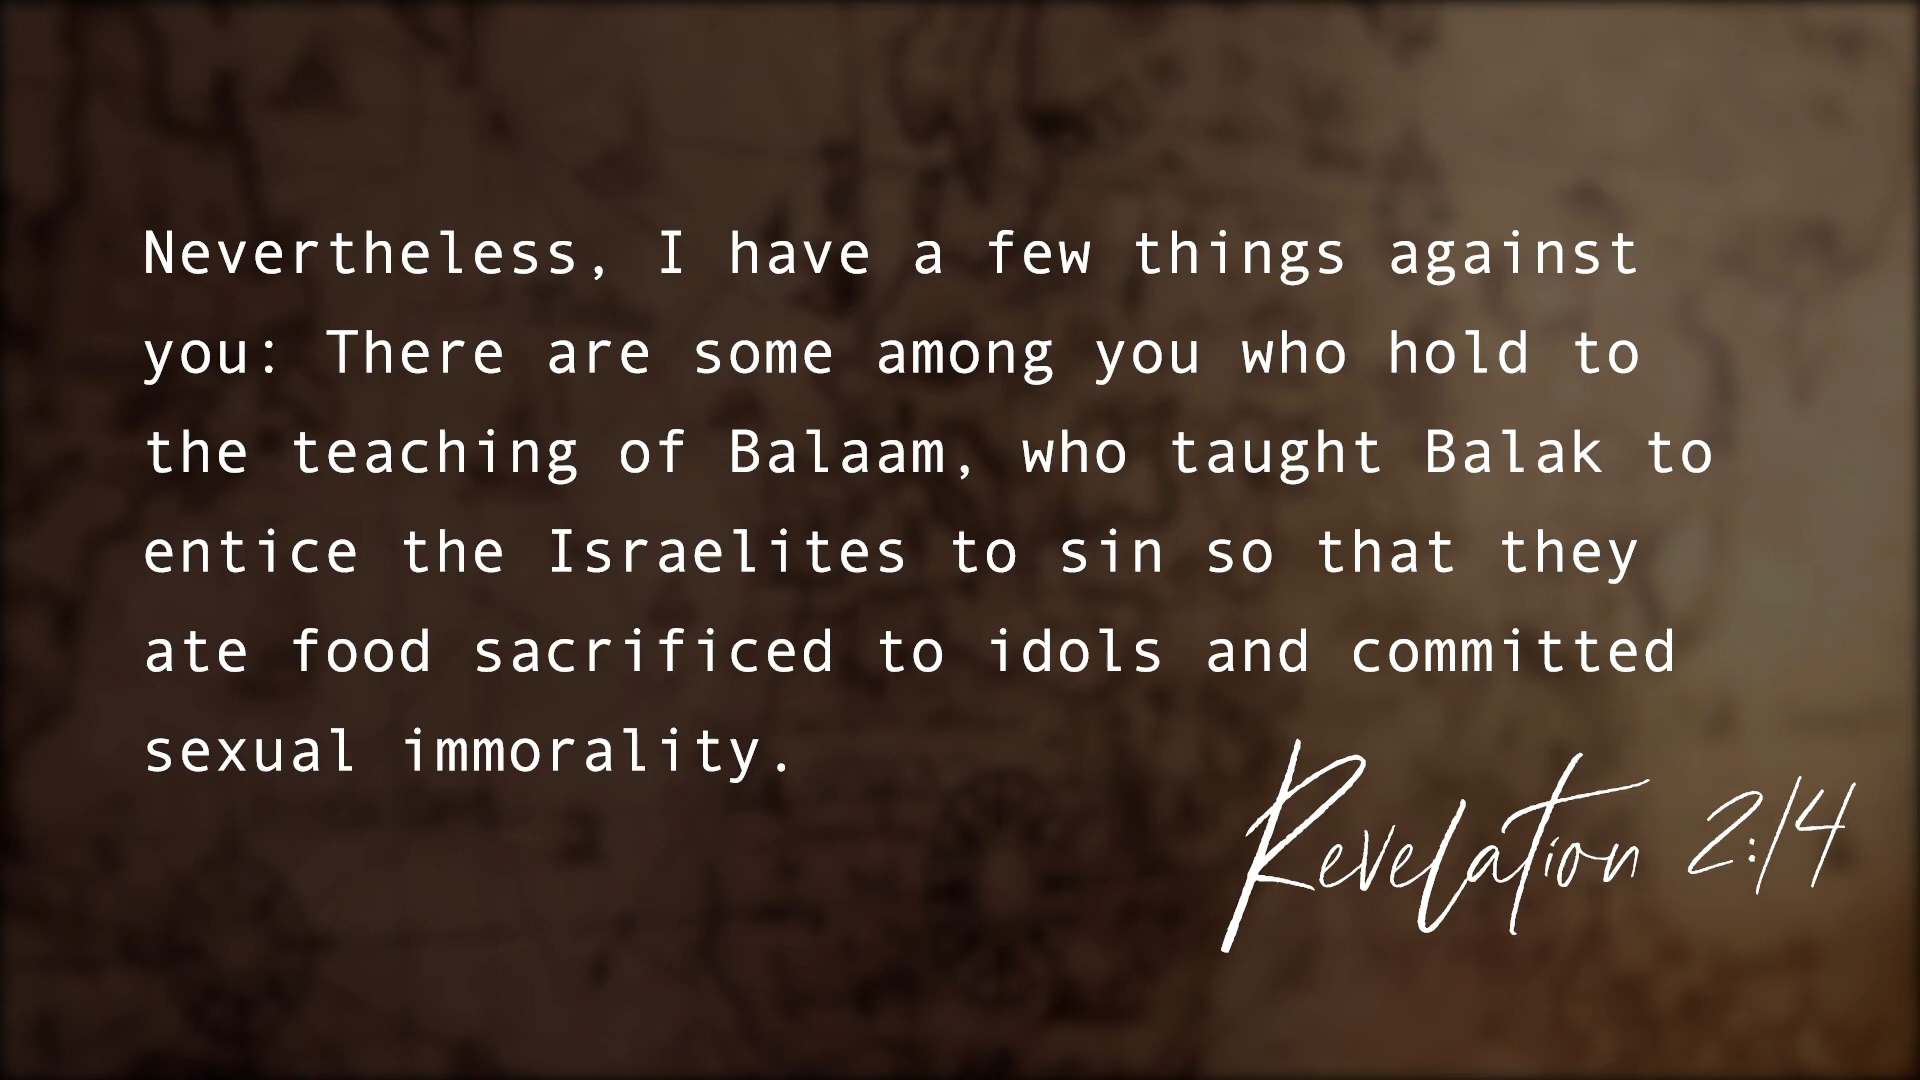 Nevertheless, I have a few things against
you: There are some among you who hold to
the teaching of Balaam, who taught Balak to
entice the Israelites to sin so that they
ate food sacrificed to idols and committed
sexual immorality.
Revelation 2:14